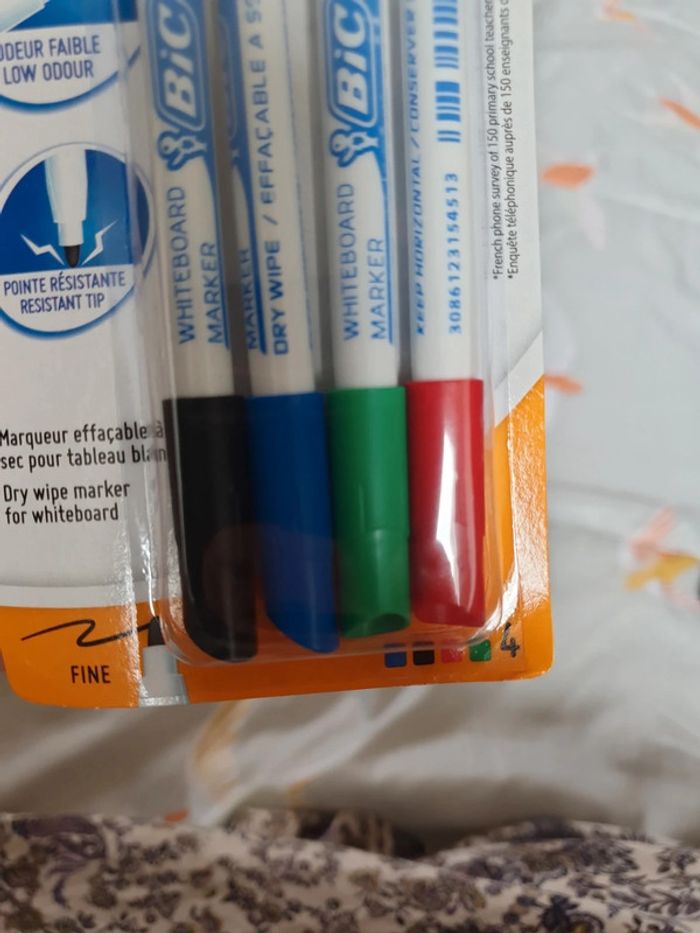 ODEUR FAIBLE
LOW ODOUR
POINTE RÉSISTANTE
RESISTANT TIP
Marqueur effaçable à
sec pour tableau
Dry wipe marker
for whiteboard
FINE
BIC
WHITEBOARD
MARKER
DRY WIPE / EFFAÇABLE A
MARKER
BIC
WHITEBOARD
MARKER
KEEP HORIZONTAL / CONSERVER
3086123154513
*French phone survey of 150 primary school
*Enquête téléphonique auprès de 150 enseignants
4